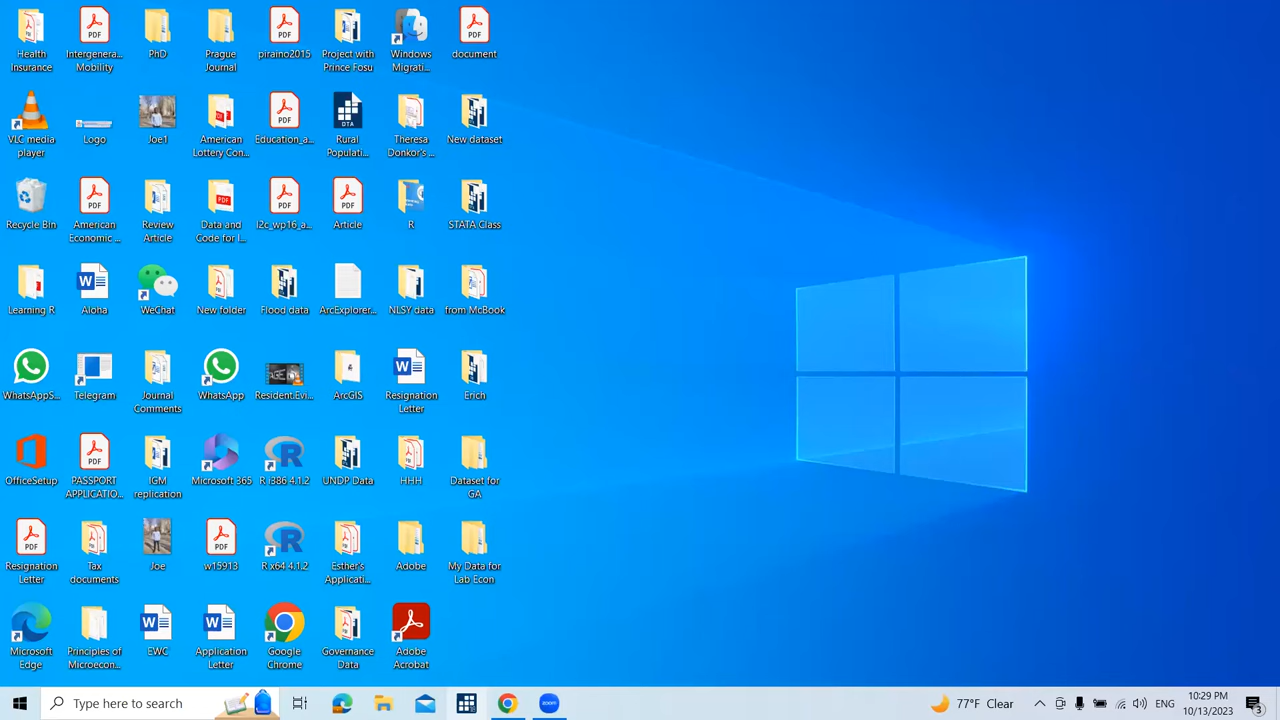 Health Insurance
Intergenera... Mobility
PhD
Prague Journal
piraino2015
Project with Prince Fosu
Windows Migrati...
document
VLC media player
Logo
Joe1
American Lottery Con...
Education_a...
Rural Populati...
Theresa Donkor's ...
New dataset
Recycle Bin
American Economic ...
Review Article
Data and Code for I...
Article
R
STATA Class
Learning R
Aloha
WeChat
New folder
Flood data
ArcExplorer...
NLSY data
from McBook
WhatsAppS...
Telegram
Journal Comments
WhatsApp
Resident.Evi...
ArcGIS
Resignation Letter
Erich
OfficeSetup
PASSPORT APPLICATIO...
IGM replication
Microsoft 365
R i386 4.1.2
UNDP Data
HHH
Dataset for GA
Resignation Letter
Tax documents
Joe
w15913
R x64 4.1.2
Esther's Applicati...
Adobe
My Data for Lab Econ
Microsoft Edge
Principles of Microecon...
EWC
Application Letter
Google Chrome
Governance Data
Adobe Acrobat
Type here to search
77°F Clear
ENG
10:29 PM
10/13/2023
3